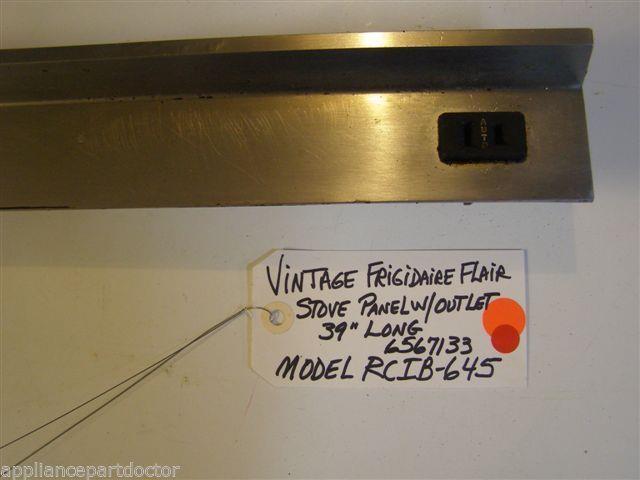 AUTO
VINTAGE FRIGIDAIRE FLAIR
STOVE PANEL W/OUTLET
39" LONG
6567133
MODEL RCIB-645
appliancepartdoctor